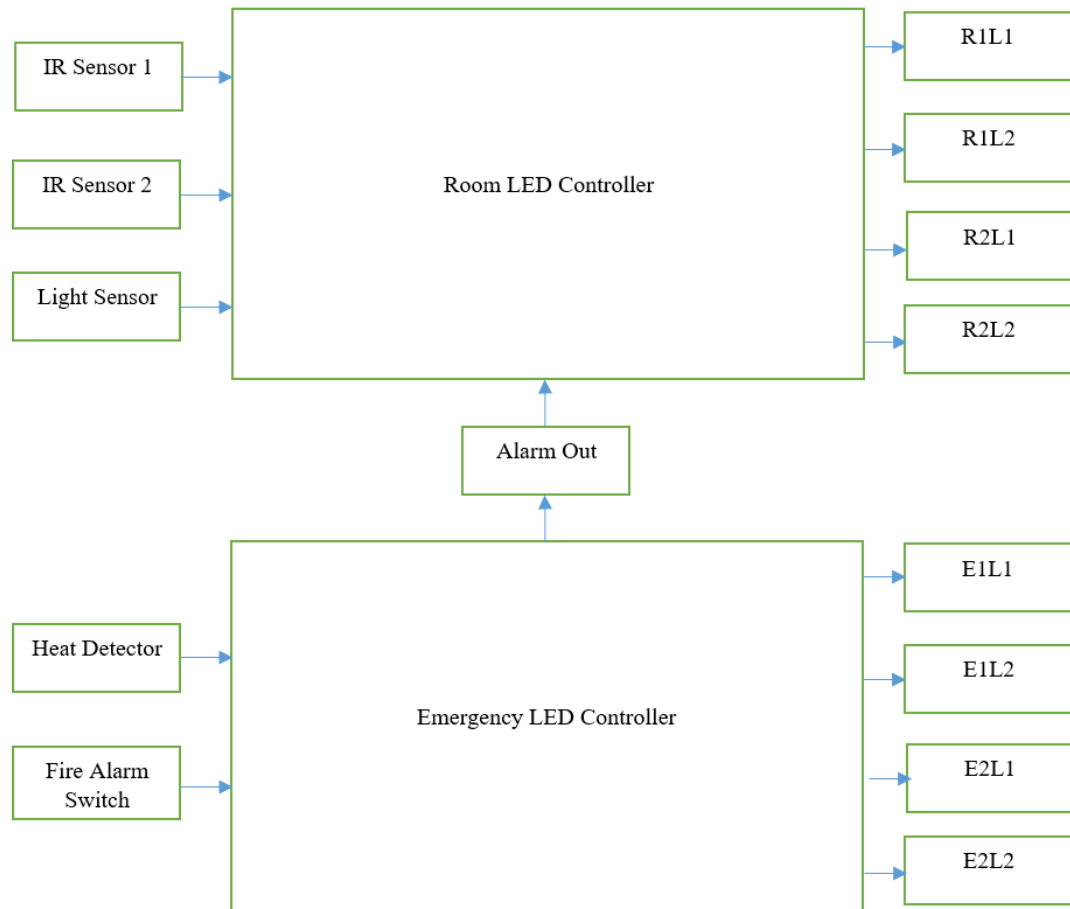 IR Sensor 1
IR Sensor 2
Light Sensor
Room LED Controller
R1L1
R1L2
R2L1
R2L2
Alarm Out
Heat Detector
Fire Alarm
Switch
Emergency LED Controller
E1L1
E1L2
E2L1
E2L2